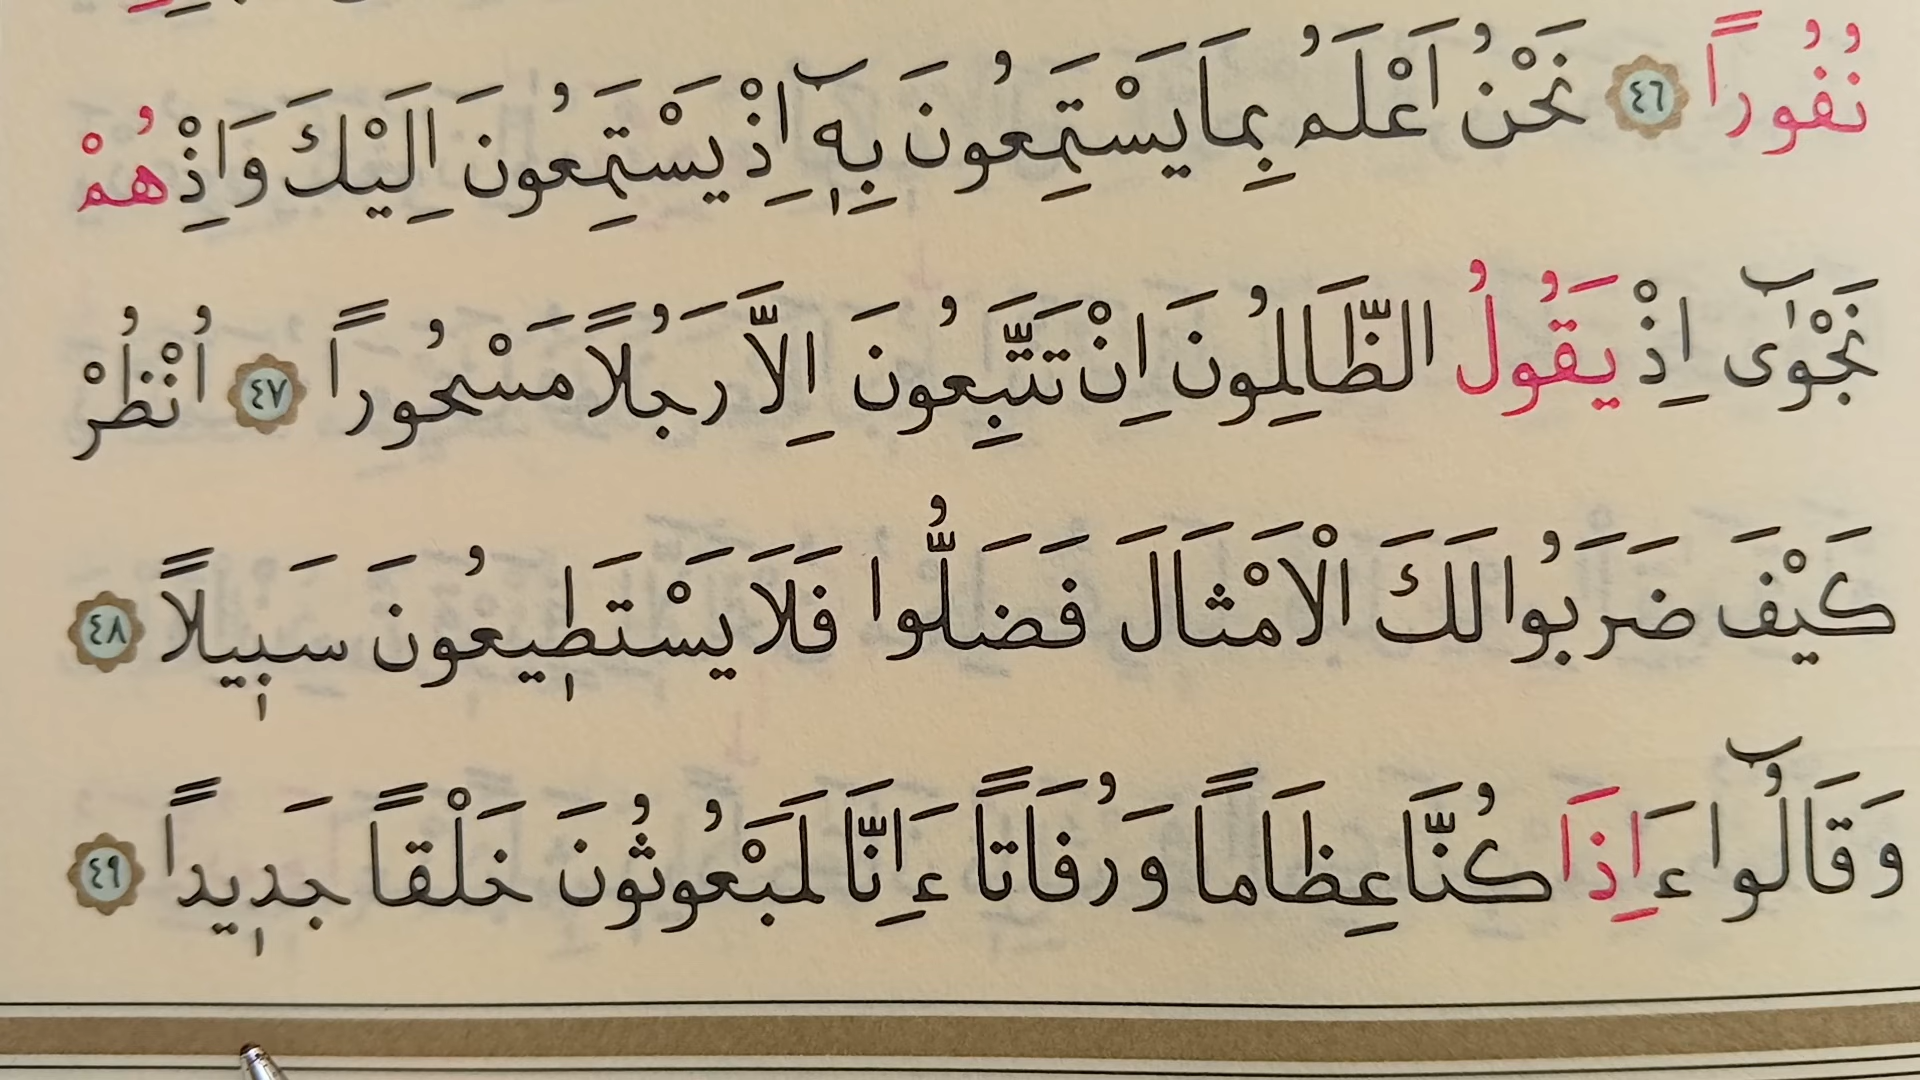 نُفُوراً ٤٦ نَحْنُ اَعْلَمُ بِمَا يَسْتَمِعُونَ بِه۪ٓ اِذْ يَسْتَمِعُونَ اِلَيْكَ وَاِذْ هُمْ
نَجْوٰٓى اِذْ يَقُولُ الظَّالِمُونَ اِنْ تَتَّبِعُونَ اِلَّا رَجُلاً مَسْحُوراً ٤٧ اُنْظُرْ
كَيْفَ ضَرَبُوا لَكَ الْاَمْثَالَ فَضَلُّوا فَلَا يَسْتَط۪يعُونَ سَب۪يلاً ٤٨
وَقَالُٓوا ءَاِذَا كُنَّا عِظَاماً وَرُفَاتاً ءَاِنَّا لَمَبْعُوثُونَ خَلْقاً جَد۪يداً ٤٩